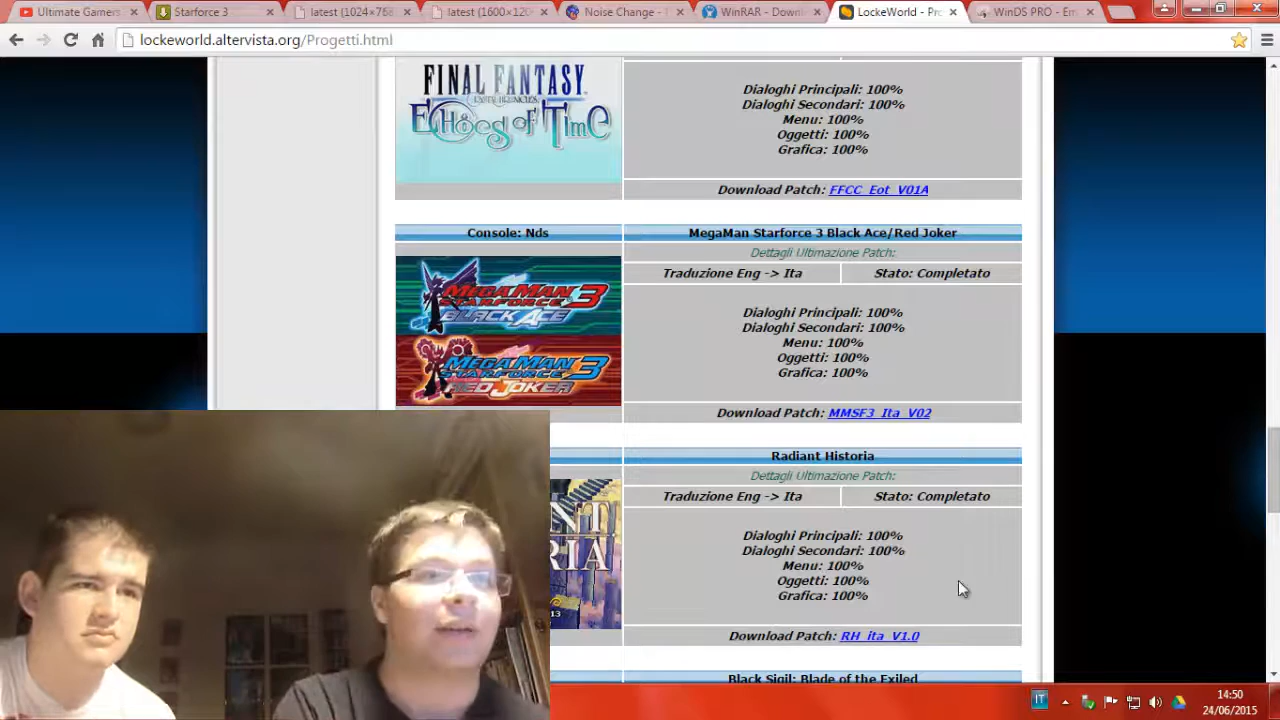 Ultimate Gamers
Starforce 3
latest (1024×768
latest (1600×120
Noise Change -
WinRAR - Downl
LockeWorld - Pro
WinDS PRO - Em
lockeworld.altervista.org/Progetti.html
FINAL FANTASY
Echoes of Time
Dialoghi Principali: 100%
Dialoghi Secondari: 100%
Menu: 100%
Oggetti: 100%
Grafica: 100%
Download Patch: FFCC_Eot_V01A
Console: Nds
MegaMan Starforce 3 Black Ace/Red Joker
Dettagli Ultimazione Patch:
Traduzione Eng -> Ita
Stato: Completato
MEGAMAN
STARFORCE 3
BLACK ACE
MEGAMAN
STARFORCE 3
RED JOKER
Dialoghi Principali: 100%
Dialoghi Secondari: 100%
Menu: 100%
Oggetti: 100%
Grafica: 100%
Download Patch: MMSF3_Ita_V02
Radiant Historia
Dettagli Ultimazione Patch:
Traduzione Eng -> Ita
Stato: Completato
NT
RIA
13
Dialoghi Principali: 100%
Dialoghi Secondari: 100%
Menu: 100%
Oggetti: 100%
Grafica: 100%
Download Patch: RH_ita_V1.0
Black Sigil: Blade of the Exiled
IT
14:50
24/06/2015